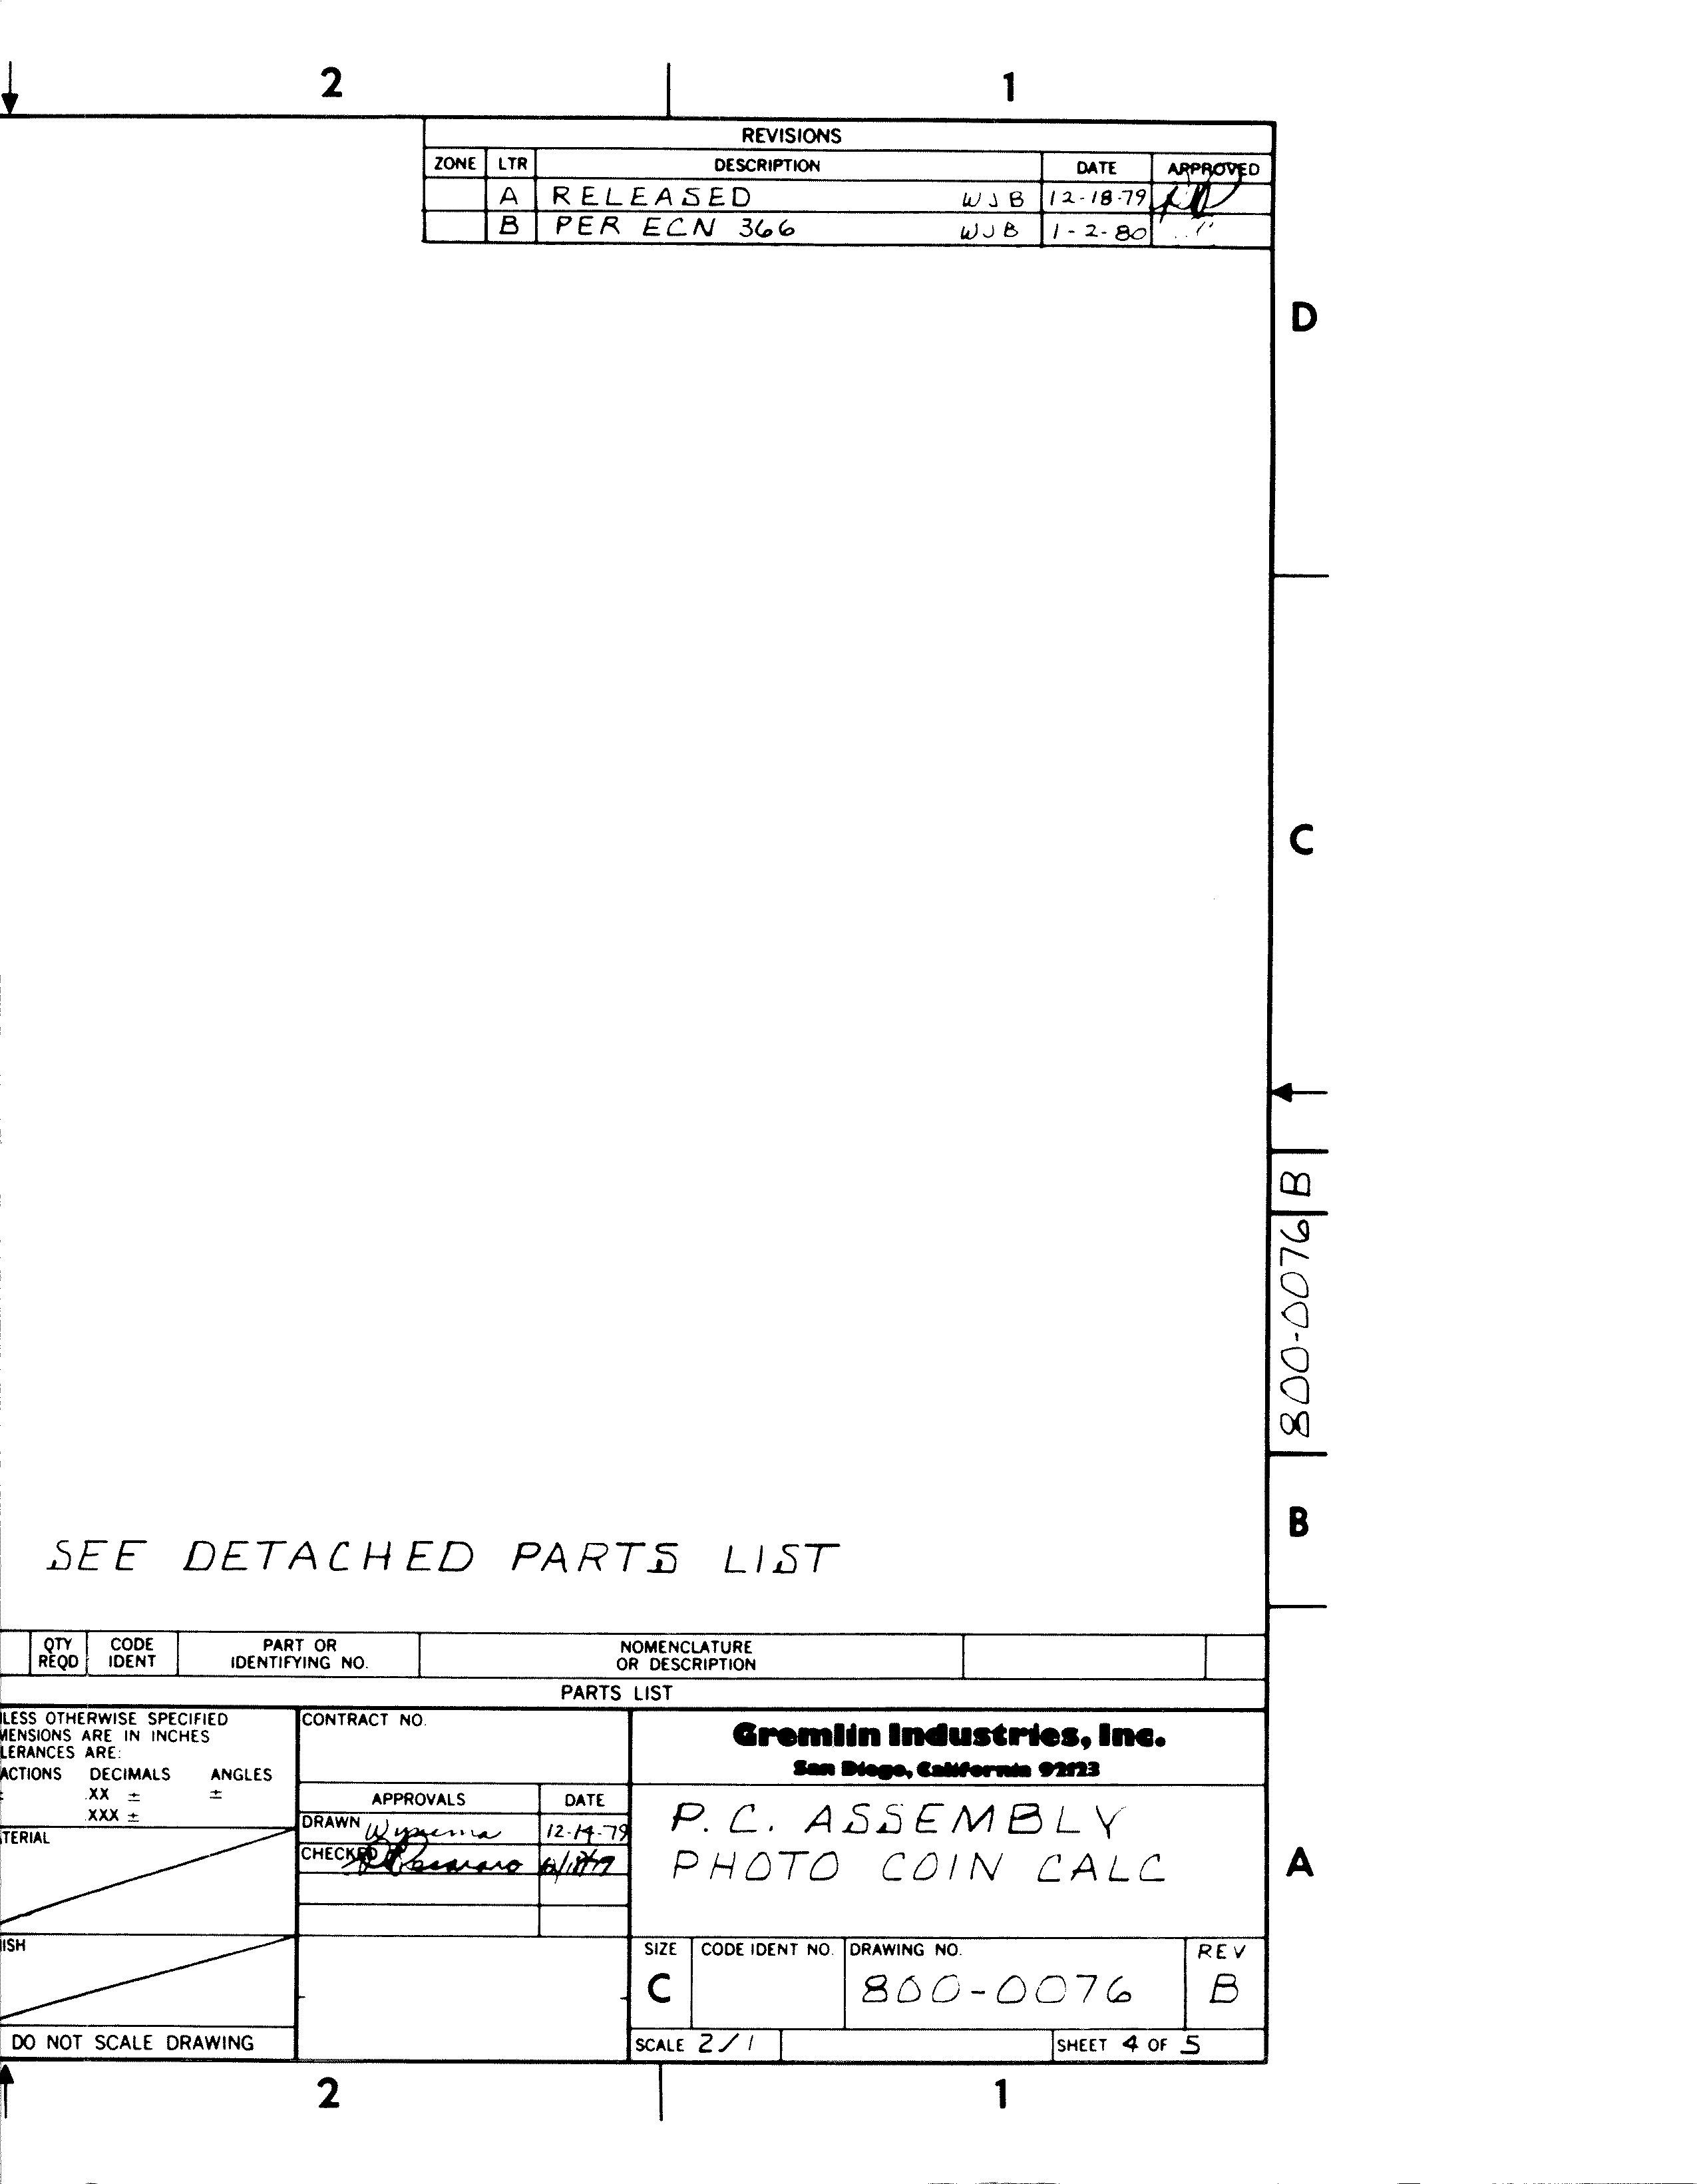 2 1
REVISIONS
ZONE LTR DESCRIPTION DATE APPROVED
A RELEASED WJB 12-18-79
B PER ECN 366 WJB 1-2-80
D
C
B
800-0076
B
SEE DETACHED PARTS LIST
QTY REQD CODE IDENT PART OR IDENTIFYING NO. NOMENCLATURE OR DESCRIPTION
PARTS LIST
LESS OTHERWISE SPECIFIED
MENSIONS ARE IN INCHES
LERANCES ARE:
ACTIONS DECIMALS ANGLES
.XX ± ±
.XXX ±
TERIAL
ISH
DO NOT SCALE DRAWING
CONTRACT NO.
APPROVALS DATE
DRAWN 12-14-79
CHECKED
Gremlin Industries, Inc.
San Diego, California 92123
P.C. ASSEMBLY
PHOTO COIN CALC
A
SIZE CODE IDENT NO. DRAWING NO. REV
C 800-0076 B
SCALE 2/1 SHEET 4 OF 5
2 1